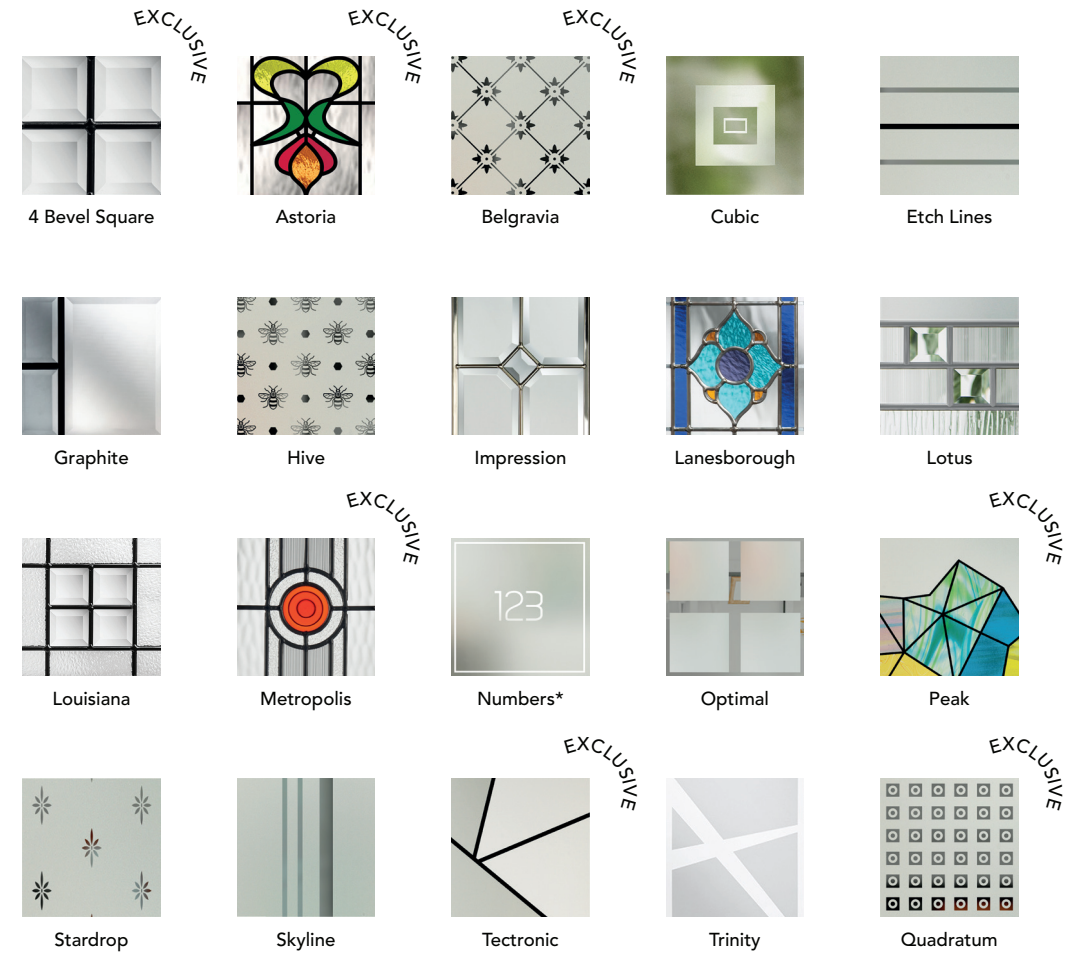 EXCLUSIVE
EXCLUSIVE
EXCLUSIVE
4 Bevel Square
Astoria
Belgravia
Cubic
Etch Lines
Graphite
Hive
Impression
Lanesborough
Lotus
EXCLUSIVE
EXCLUSIVE
123
Louisiana
Metropolis
Numbers*
Optimal
Peak
EXCLUSIVE
EXCLUSIVE
Stardrop
Skyline
Tectronic
Trinity
Quadratum